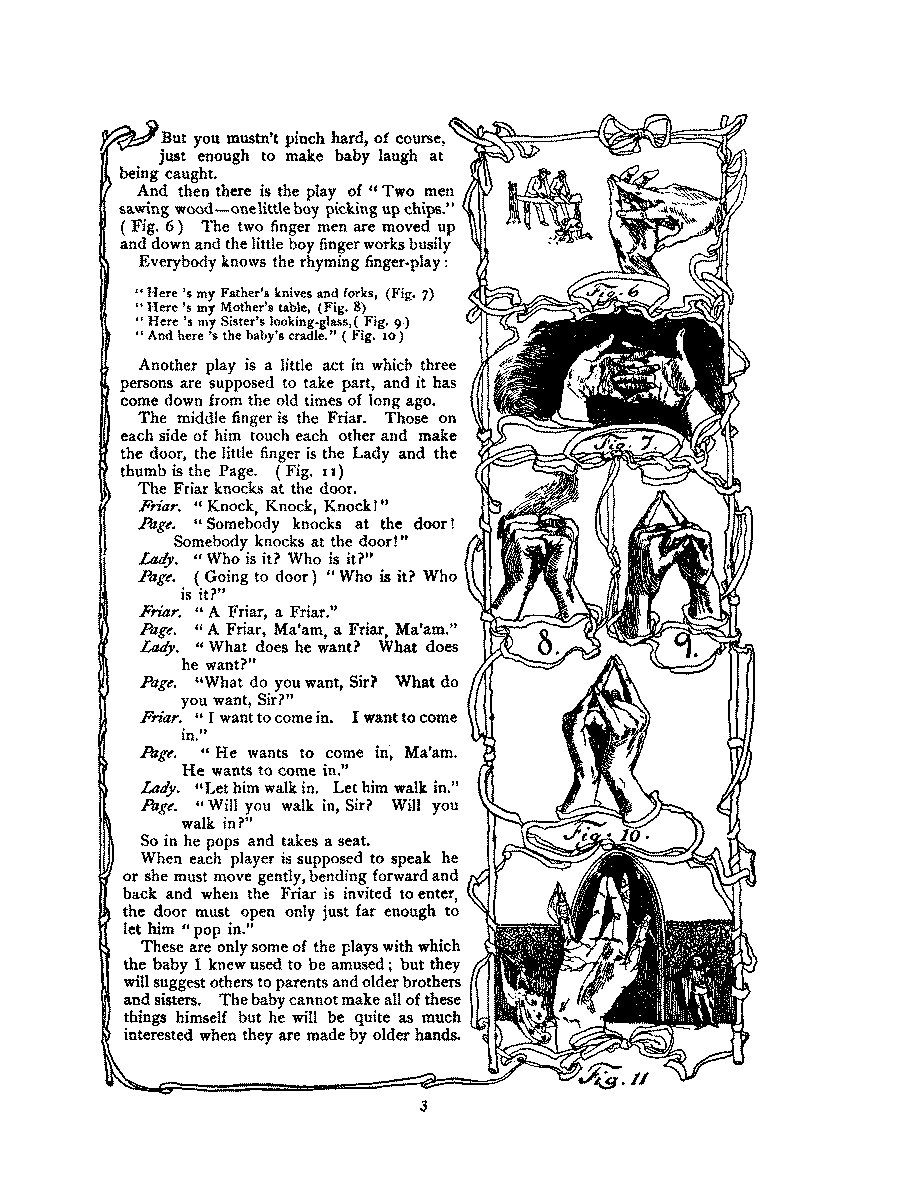 But you mustn't pinch hard, of course,
just enough to make baby laugh at
being caught.
And then there is the play of "Two men
sawing wood—one little boy picking up chips."
(Fig. 6) The two finger men are moved up
and down and the little boy finger works busily
Everybody knows the rhyming finger-play:
"Here 's my Father's knives and forks, (Fig. 7)
"Here 's my Mother's table, (Fig. 8)
"Here 's my Sister's looking-glass, (Fig. 9)
"And here 's the baby's cradle." (Fig. 10)
Another play is a little act in which three
persons are supposed to take part, and it has
come down from the old times of long ago.
The middle finger is the Friar. Those on
each side of him touch each other and make
the door, the little finger is the Lady and the
thumb is the Page. (Fig. 11)
The Friar knocks at the door.
Friar. "Knock, Knock, Knock!"
Page. "Somebody knocks at the door!
Somebody knocks at the door!"
Lady. "Who is it? Who is it?"
Page. (Going to door) "Who is it? Who
is it?"
Friar. "A Friar, a Friar."
Page. "A Friar, Ma'am, a Friar, Ma'am."
Lady. "What does he want? What does
he want?"
Page. "What do you want, Sir? What do
you want, Sir?"
Friar. "I want to come in. I want to come
in."
Page. "He wants to come in, Ma'am.
He wants to come in."
Lady. "Let him walk in. Let him walk in."
Page. "Will you walk in, Sir? Will you
walk in?"
So in he pops and takes a seat.
When each player is supposed to speak he
or she must move gently, bending forward and
back and when the Friar is invited to enter,
the door must open only just far enough to
let him "pop in."
These are only some of the plays with which
the baby I knew used to be amused; but they
will suggest others to parents and older brothers
and sisters. The baby cannot make all of these
things himself but he will be quite as much
interested when they are made by older hands.
Fig. 6
Fig. 7.
8.
9.
Fig. 10.
Fig. 11
3